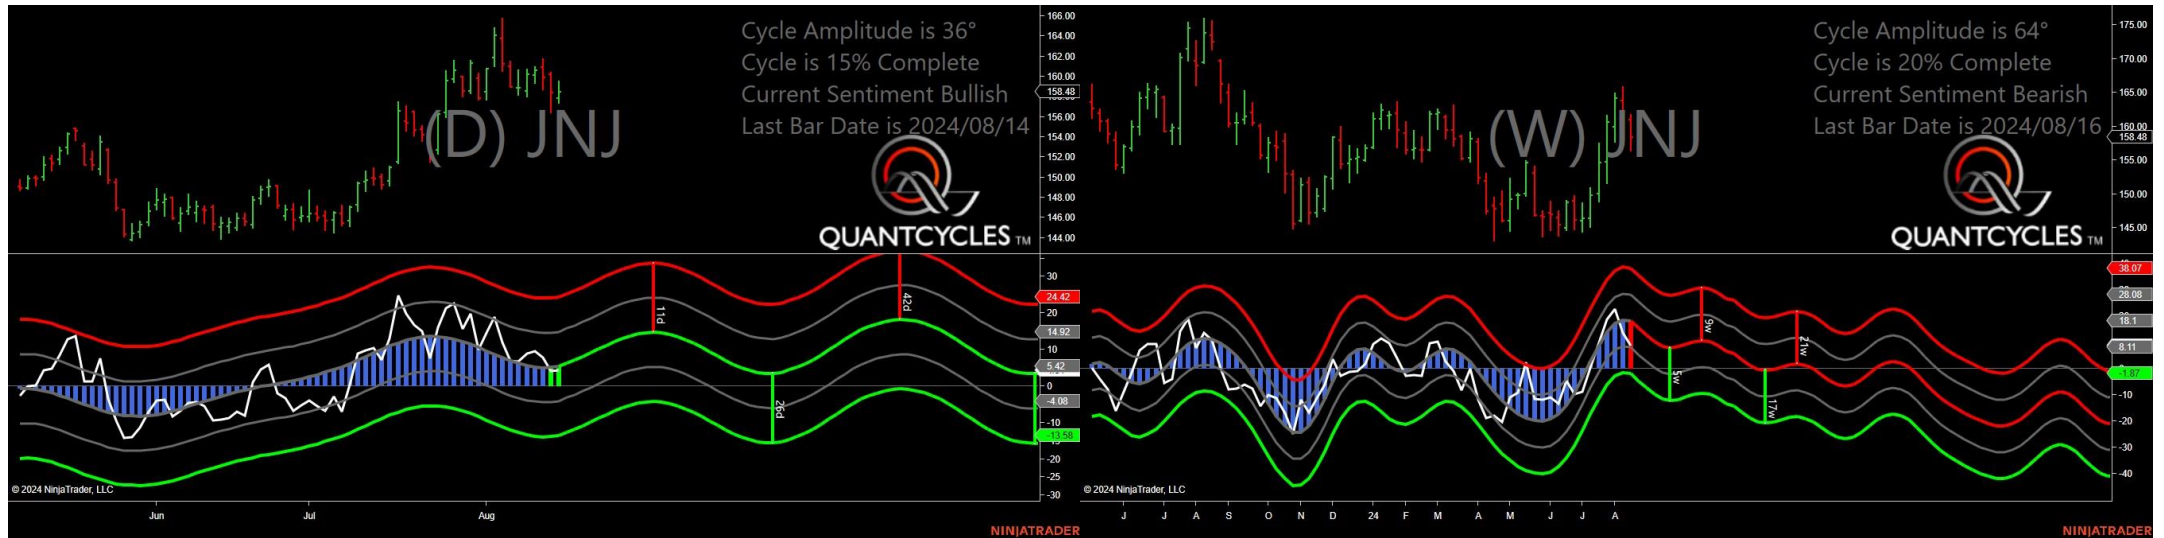 Cycle Amplitude is 36°
Cycle is 15% Complete
Current Sentiment Bullish
Last Bar Date is 2024/08/14
(D) JNJ
QUANTCYCLES TM
166.00
164.00
162.00
160.00
158.48
156.00
154.00
152.00
150.00
148.00
146.00
144.00
11d
26d
42d
30
24.42
20
14.92
10
5.42
0
-4.08
-10
-13.58
-20
-25
-30
© 2024 NinjaTrader, LLC
Jun
Jul
Aug
NINJATRADER
Cycle Amplitude is 64°
Cycle is 20% Complete
Current Sentiment Bearish
Last Bar Date is 2024/08/16
(W) JNJ
QUANTCYCLES TM
175.00
170.00
165.00
160.00
158.48
155.00
150.00
145.00
5w
9w
17w
21w
38.07
28.08
18.1
8.11
-1.87
-10
-20
-30
-40
© 2024 NinjaTrader, LLC
J J A S O N D 24 F M A M J J A
NINJATRADER